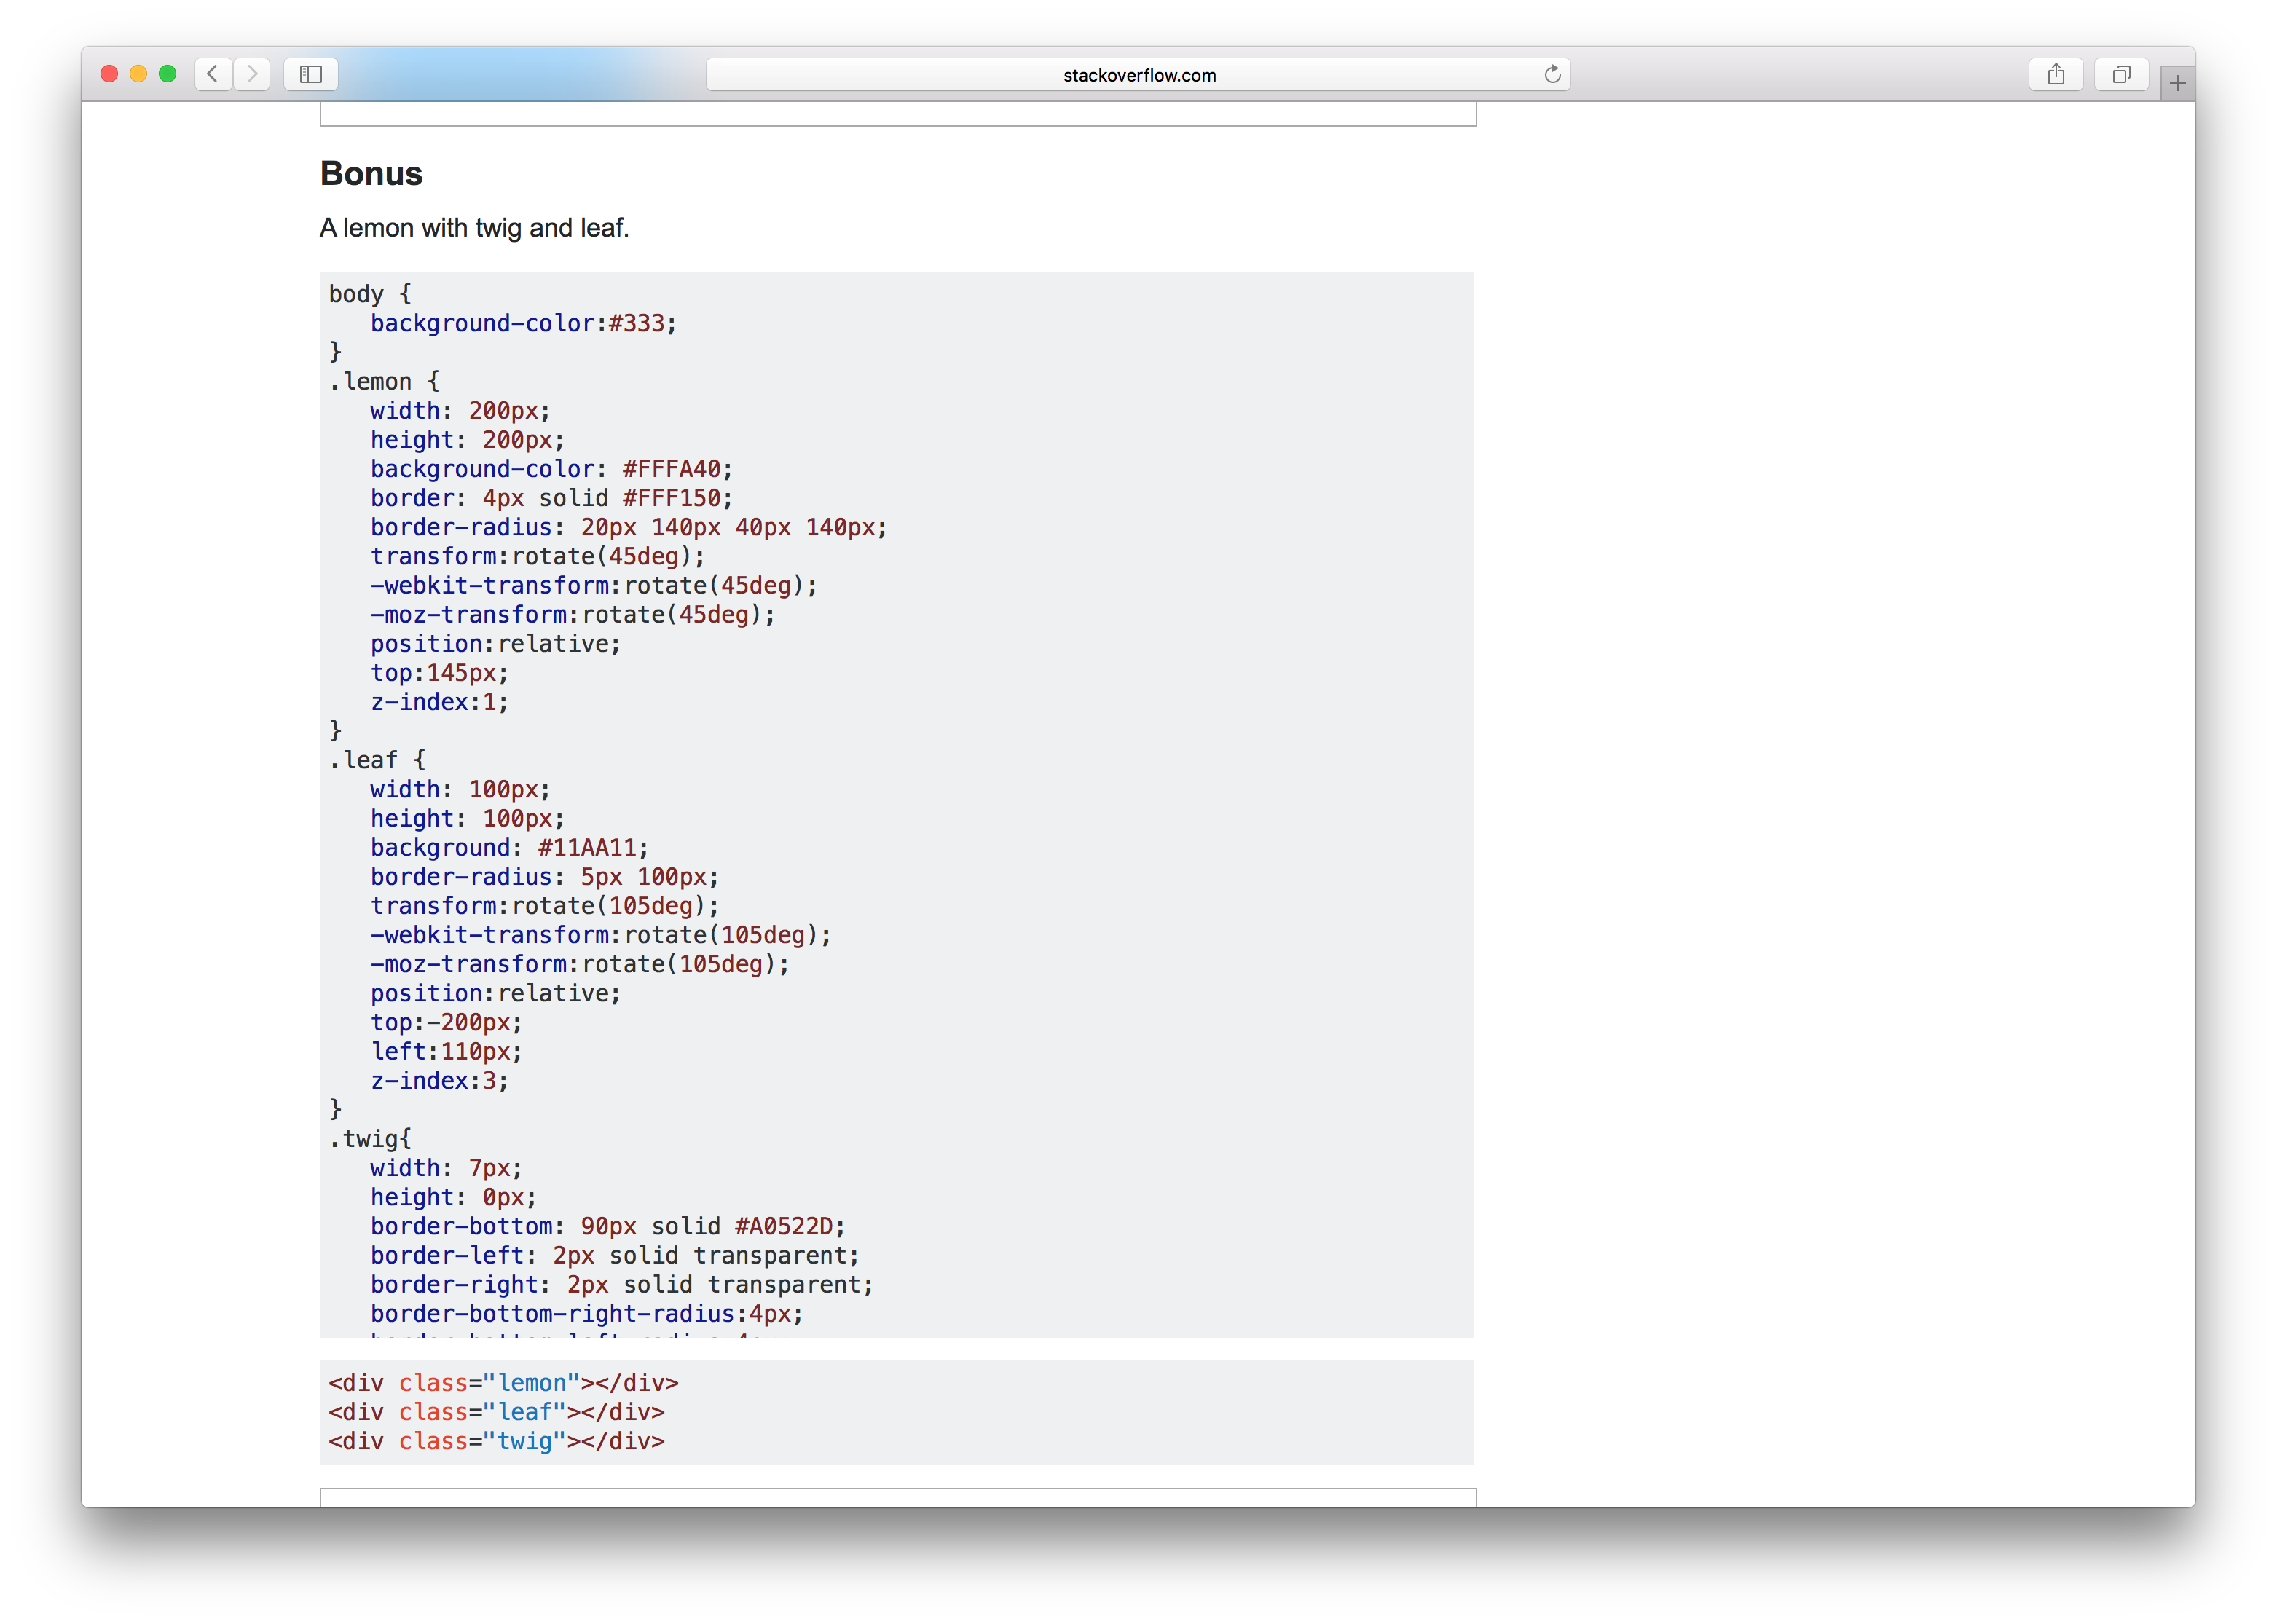 stackoverflow.com
Bonus
A lemon with twig and leaf.
body {
   background-color:#333;
}
.lemon {
   width: 200px;
   height: 200px;
   background-color: #FFFA40;
   border: 4px solid #FFF150;
   border-radius: 20px 140px 40px 140px;
   transform:rotate(45deg);
   -webkit-transform:rotate(45deg);
   -moz-transform:rotate(45deg);
   position:relative;
   top:145px;
   z-index:1;
}
.leaf {
   width: 100px;
   height: 100px;
   background: #11AA11;
   border-radius: 5px 100px;
   transform:rotate(105deg);
   -webkit-transform:rotate(105deg);
   -moz-transform:rotate(105deg);
   position:relative;
   top:-200px;
   left:110px;
   z-index:3;
}
.twig{
   width: 7px;
   height: 0px;
   border-bottom: 90px solid #A0522D;
   border-left: 2px solid transparent;
   border-right: 2px solid transparent;
   border-bottom-right-radius:4px;
<div class="lemon"></div>
<div class="leaf"></div>
<div class="twig"></div>